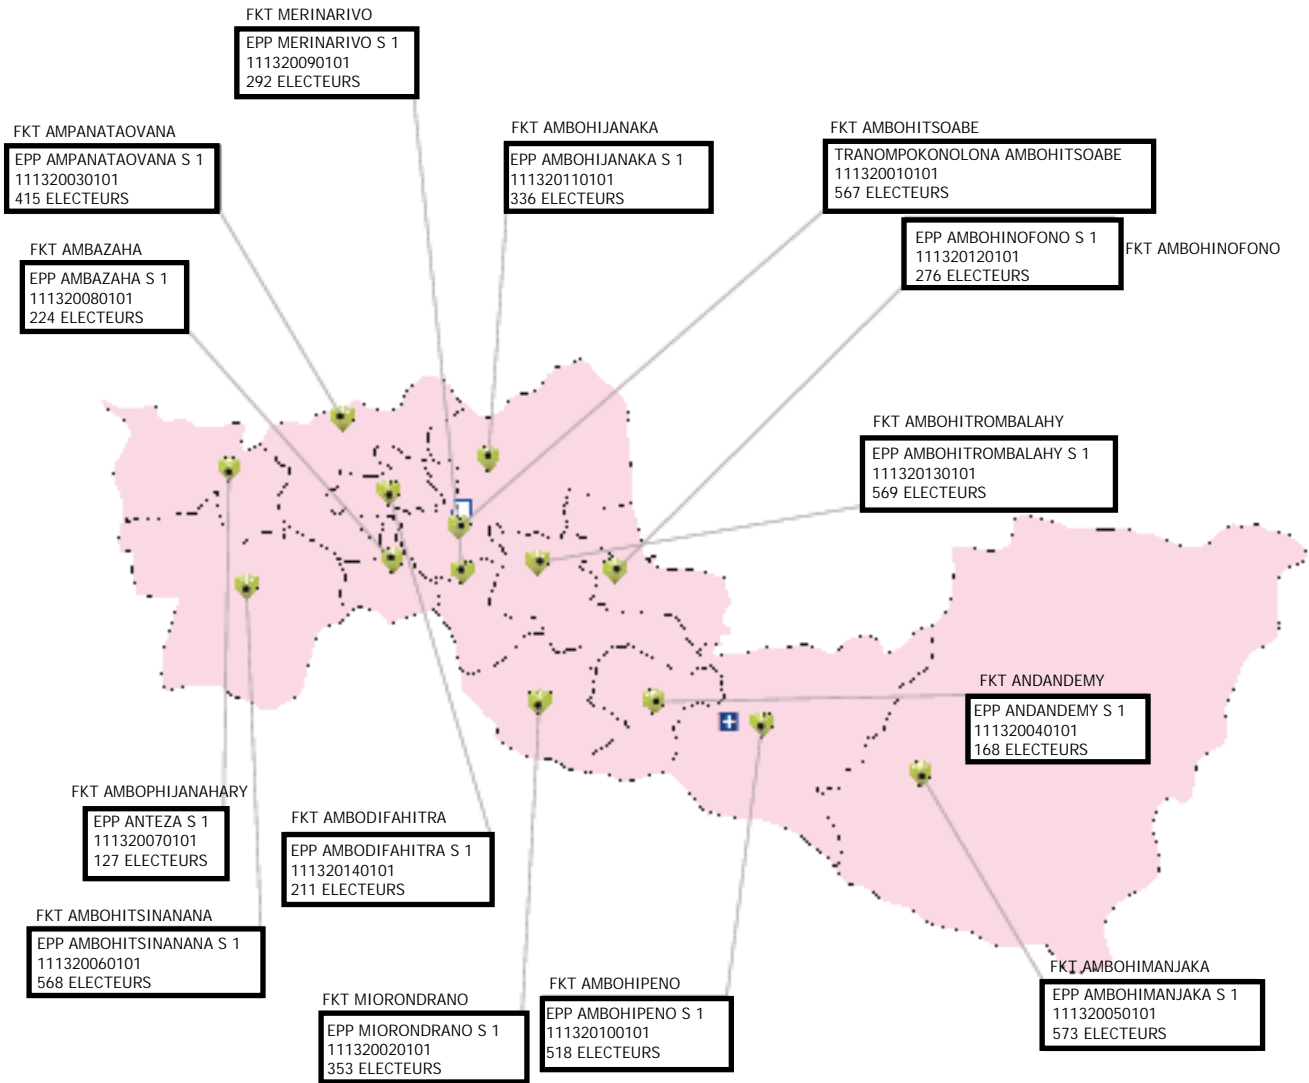 FKT MERINARIVO
EPP MERINARIVO S 1
111320090101
292 ELECTEURS
FKT AMPANATAOVANA
EPP AMPANATAOVANA S 1
111320030101
415 ELECTEURS
FKT AMBOHIJANAKA
EPP AMBOHIJANAKA S 1
111320110101
336 ELECTEURS
FKT AMBOHITSOABE
TRANOMPOKONOLONA AMBOHITSOABE
111320010101
567 ELECTEURS
EPP AMBOHINOFONO S 1
111320120101
276 ELECTEURS
FKT AMBOHINOFONO
FKT AMBAZAHA
EPP AMBAZAHA S 1
111320080101
224 ELECTEURS
FKT AMBOHITROMBALAHY
EPP AMBOHITROMBALAHY S 1
111320130101
569 ELECTEURS
FKT ANDANDEMY
EPP ANDANDEMY S 1
111320040101
168 ELECTEURS
FKT AMBOPHIJANAHARY
EPP ANTEZA S 1
111320070101
127 ELECTEURS
FKT AMBODIFAHITRA
EPP AMBODIFAHITRA S 1
111320140101
211 ELECTEURS
FKT AMBOHITSINANANA
EPP AMBOHITSINANANA S 1
111320060101
568 ELECTEURS
FKT MIORONDRANO
EPP MIORONDRANO S 1
111320020101
353 ELECTEURS
FKT AMBOHIPENO
EPP AMBOHIPENO S 1
111320100101
518 ELECTEURS
FKT AMBOHIMANJAKA
EPP AMBOHIMANJAKA S 1
111320050101
573 ELECTEURS